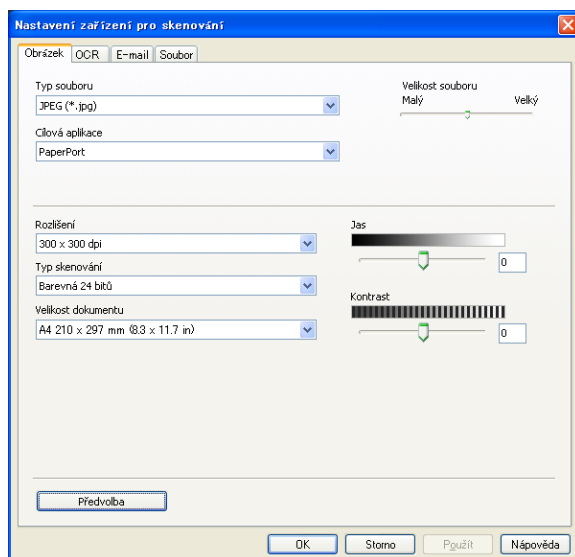 Nastavení zařízení pro skenování
Obrázek OCR E-mail Soubor
Typ souboru
JPEG (*.jpg)
Velikost souboru
Malý Velký
Cílová aplikace
PaperPort
Rozlišení
300 x 300 dpi
Typ skenování
Barevná 24 bitů
Velikost dokumentu
A4 210 x 297 mm (8.3 x 11.7 in)
Jas
0
Kontrast
0
Předvolba
OK Storno Použít Nápověda